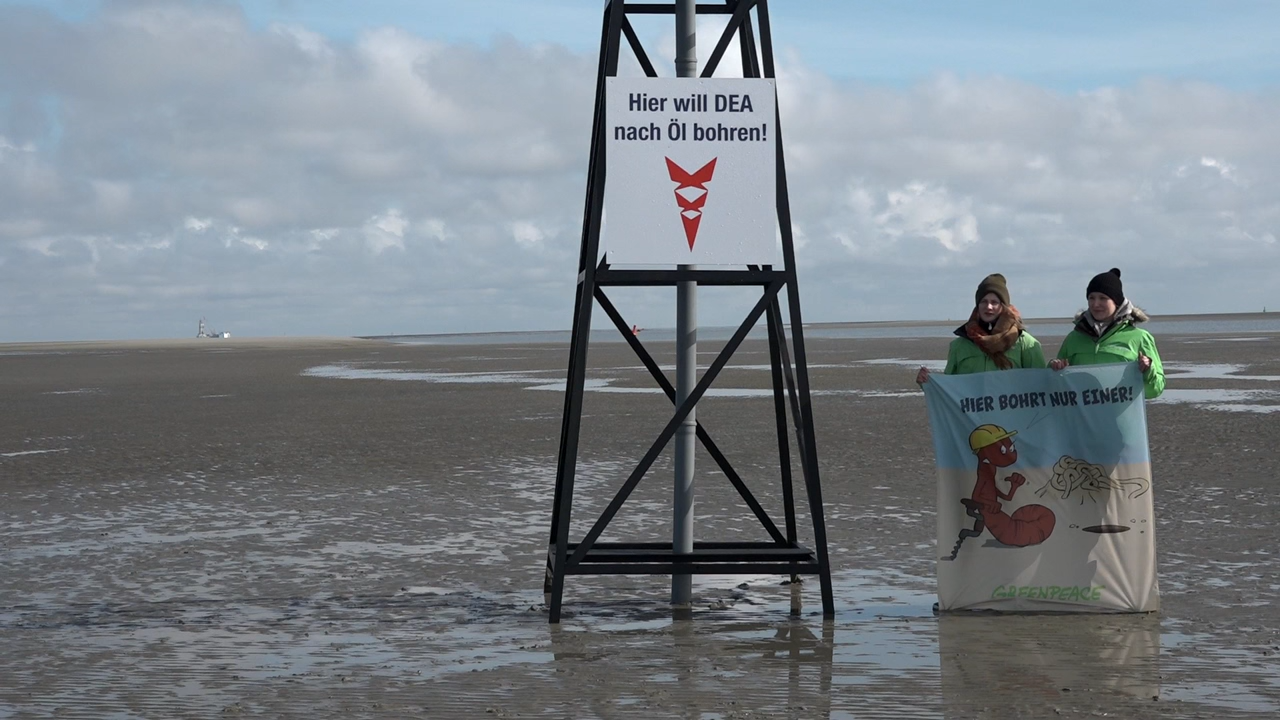 Hier will DEA
nach Öl bohren!
HIER BOHRT NUR EINER!
GREENPEACE